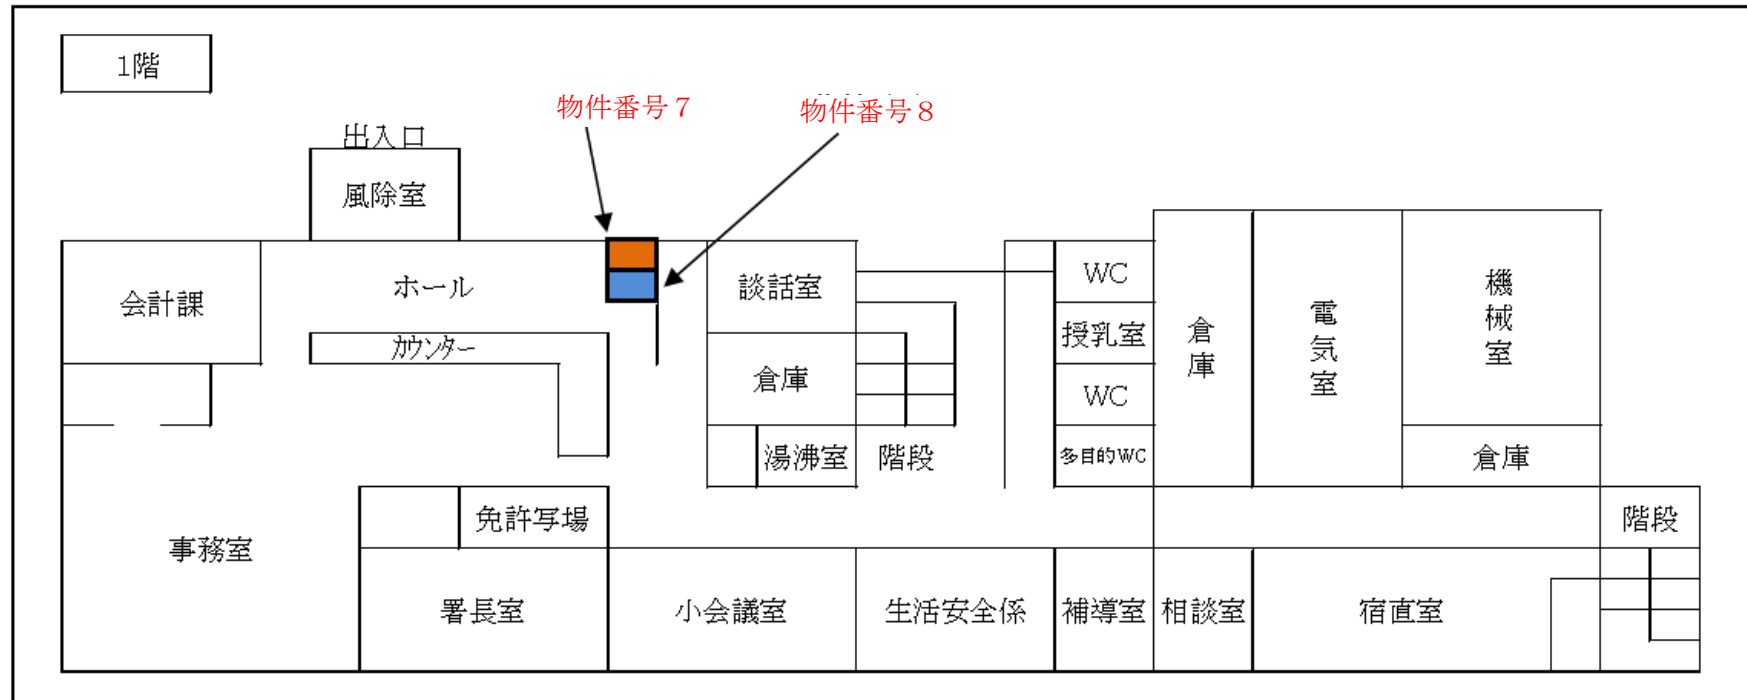 1階
物件番号７
物件番号８
出入口
風除室
会計課
ホール
カウンター
談話室
倉庫
湯沸室
階段
WC
授乳室
WC
多目的WC
倉庫
電気室
機械室
倉庫
階段
事務室
免許写場
署長室
小会議室
生活安全係
補導室
相談室
宿直室